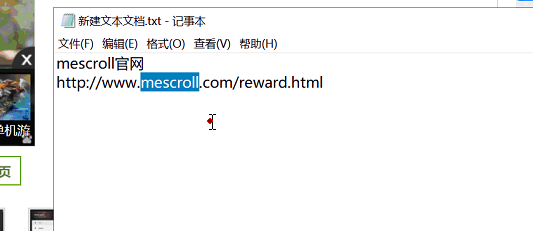 新建文本文档.txt - 记事本
文件(F) 编辑(E) 格式(O) 查看(V) 帮助(H)
mescroll官网
http://www.mescroll.com/reward.html
X
单机游
页